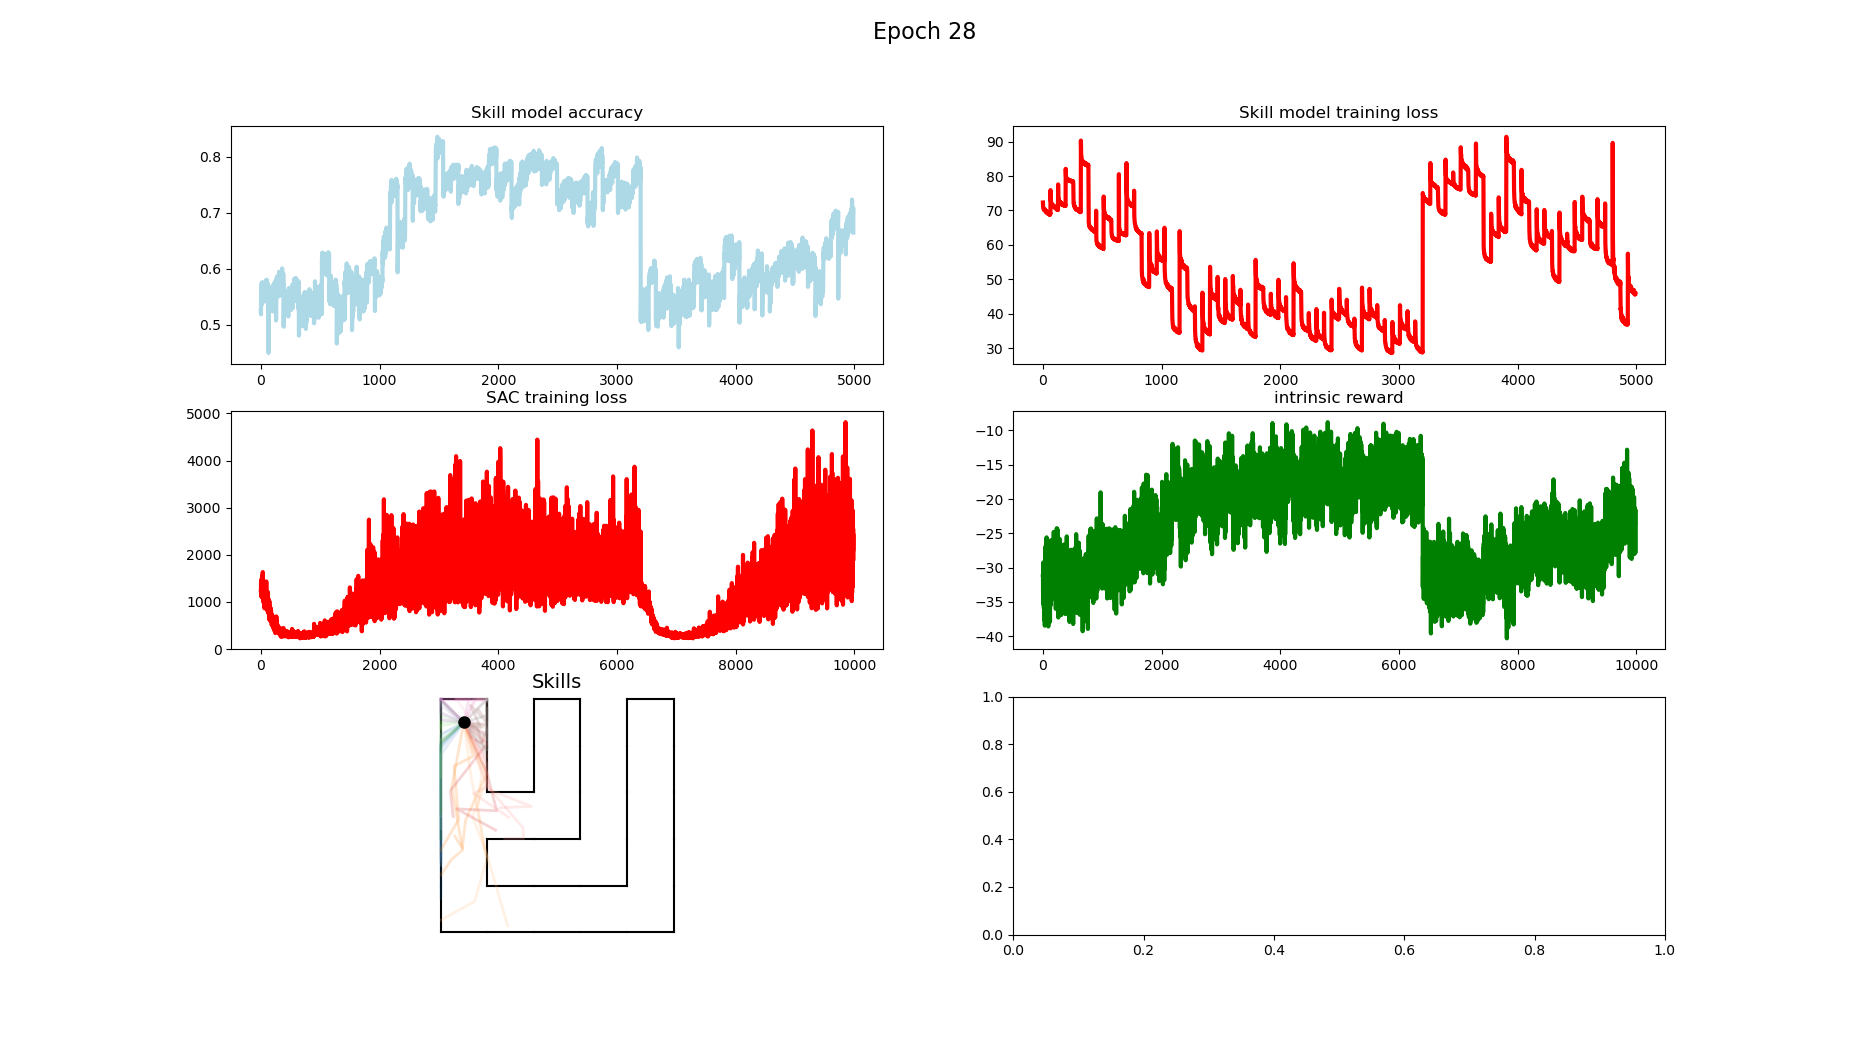 Epoch 28
Skill model accuracy
0.8
0.7
0.6
0.5
0 1000 2000 3000 4000 5000
Skill model training loss
90
80
70
60
50
40
30
0 1000 2000 3000 4000 5000
SAC training loss
5000
4000
3000
2000
1000
0
0 2000 4000 6000 8000 10000
intrinsic reward
−10
−15
−20
−25
−30
−35
−40
0 2000 4000 6000 8000 10000
Skills
1.0
0.8
0.6
0.4
0.2
0.0
0.0 0.2 0.4 0.6 0.8 1.0